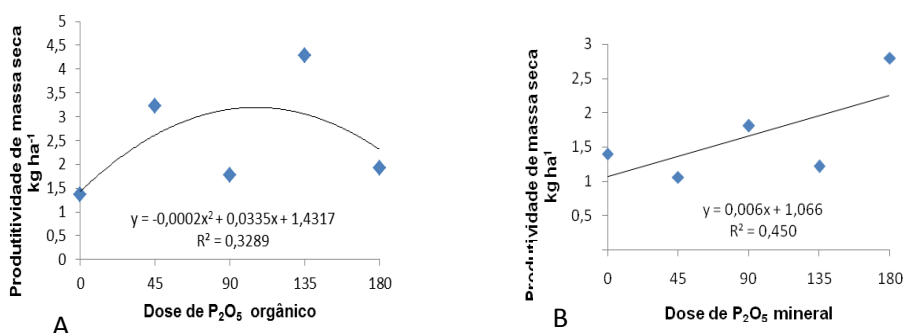 Produtitividade de massa seca
kg ha⁻¹
5
4,5
4
3,5
3
2,5
2
1,5
1
0,5
0
y = -0,0002x² + 0,0335x + 1,4317
R² = 0,3289
0 45 90 135 180
Dose de P₂O₅ orgânico
A
Produtividade de massa seca
kg ha¹
3
2,5
2
1,5
1
0,5
y = 0,006x + 1,066
R² = 0,450
0 45 90 135 180
Dose de P₂O₅ mineral
B